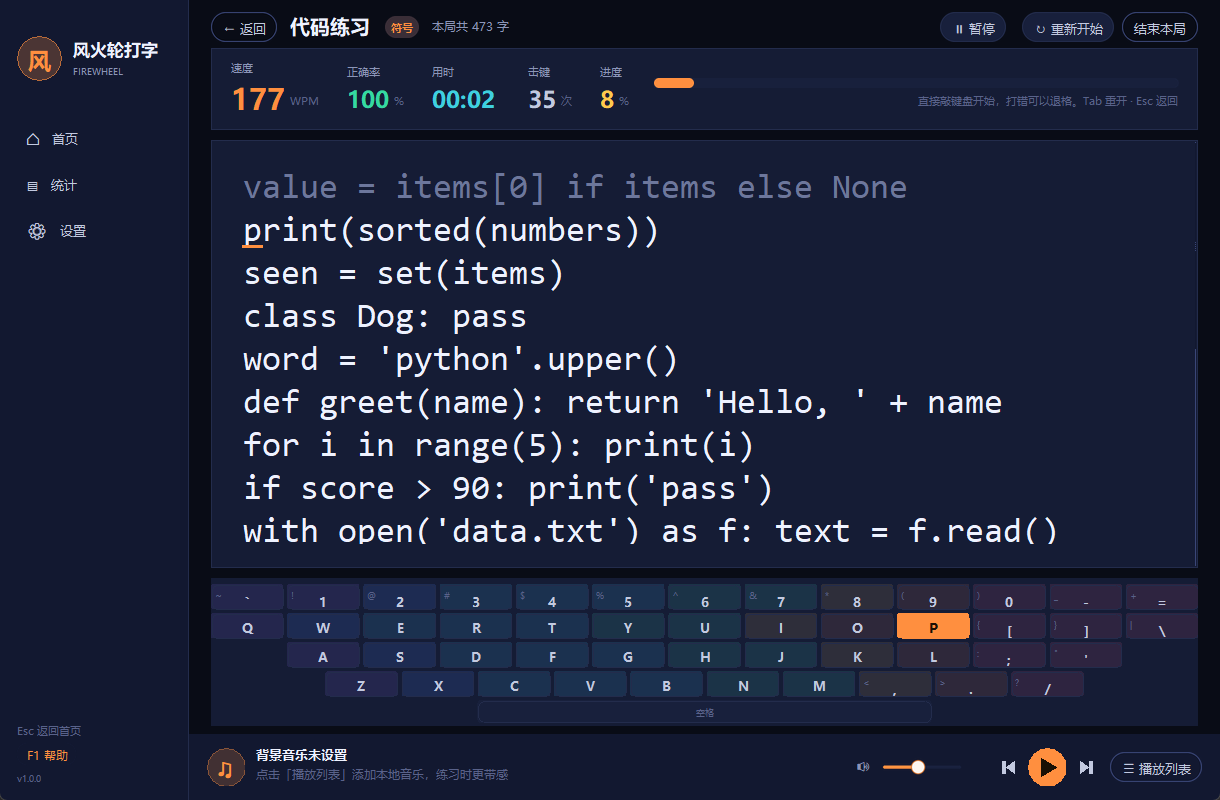 风
风火轮打字
FIREWHEEL
首页
统计
设置
Esc 返回首页
F1 帮助
v1.0.0
← 返回
代码练习
符号
本局共 473 字
暂停
重新开始
结束本局
速度
177 WPM
正确率
100 %
用时
00:02
击键
35 次
进度
8 %
直接敲键盘开始，打错可以退格。Tab 重开 · Esc 返回
value = items[0] if items else None
print(sorted(numbers))
seen = set(items)
class Dog: pass
word = 'python'.upper()
def greet(name): return 'Hello, ' + name
for i in range(5): print(i)
if score > 90: print('pass')
with open('data.txt') as f: text = f.read()
~ ` ! 1 @ 2 # 3 $ 4 % 5 ^ 6 & 7 * 8 ( 9 ) 0 _ - + =
Q W E R T Y U I O P { [ } ] | \
A S D F G H J K L : ; " '
Z X C V B N M < , > . ? /
空格
背景音乐未设置
点击「播放列表」添加本地音乐，练习时更带感
☰ 播放列表